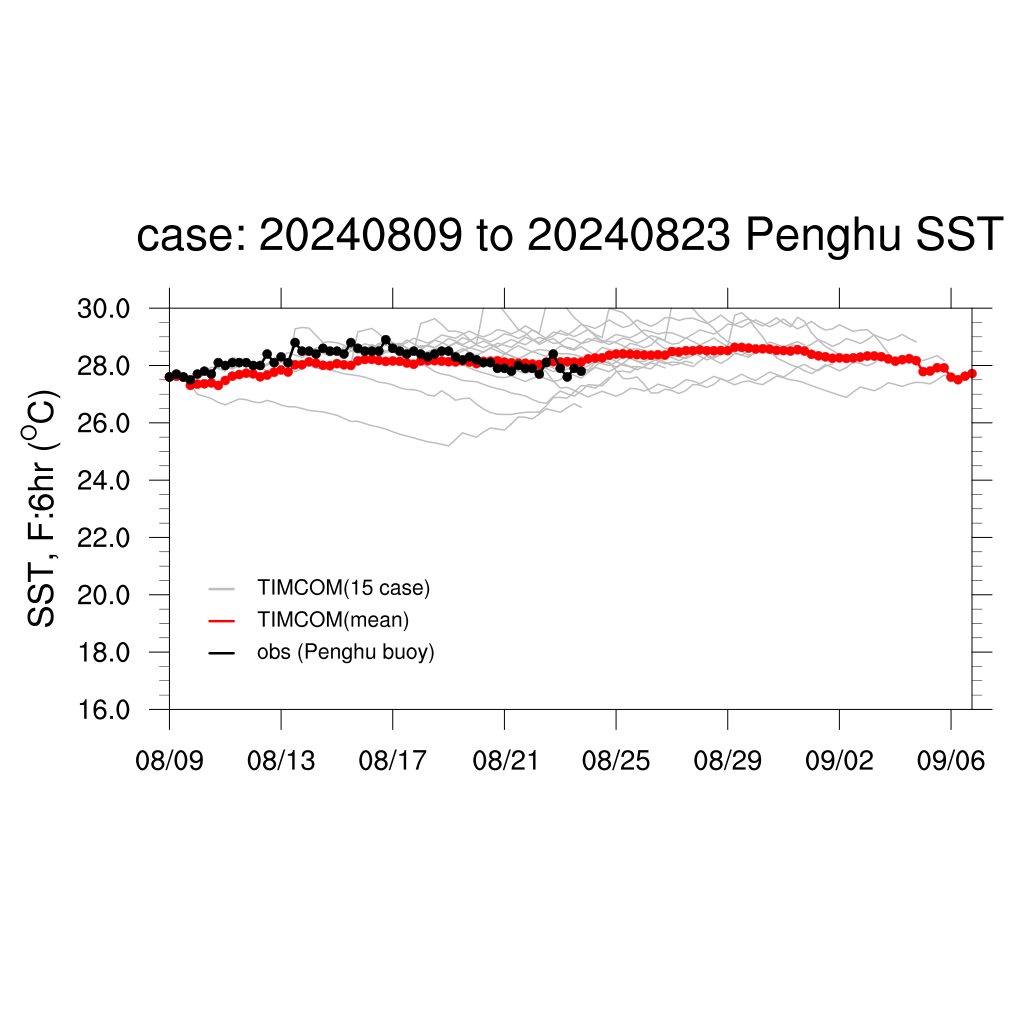 case: 20240809 to 20240823 Penghu SST
30.0
28.0
26.0
24.0
22.0
20.0
18.0
16.0
SST, F:6hr (°C)
TIMCOM(15 case)
TIMCOM(mean)
obs (Penghu buoy)
08/09 08/13 08/17 08/21 08/25 08/29 09/02 09/06